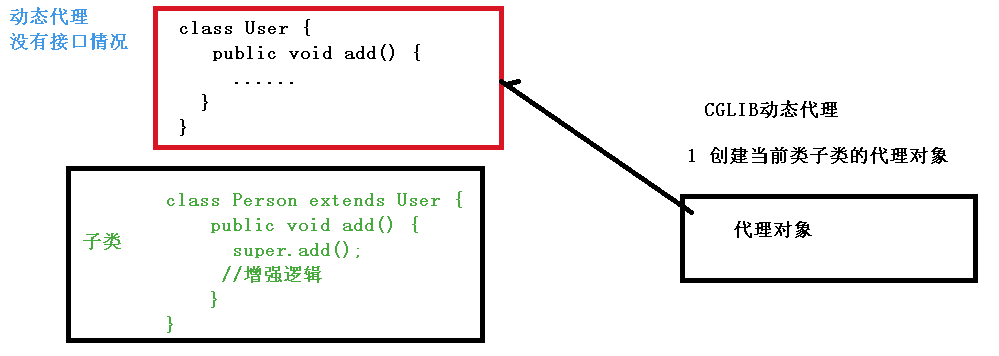 动态代理
没有接口情况
class User {
public void add() {
......
}
}
子类
class Person extends User {
public void add() {
super.add();
//增强逻辑
}
}
CGLIB动态代理
1 创建当前类子类的代理对象
代理对象